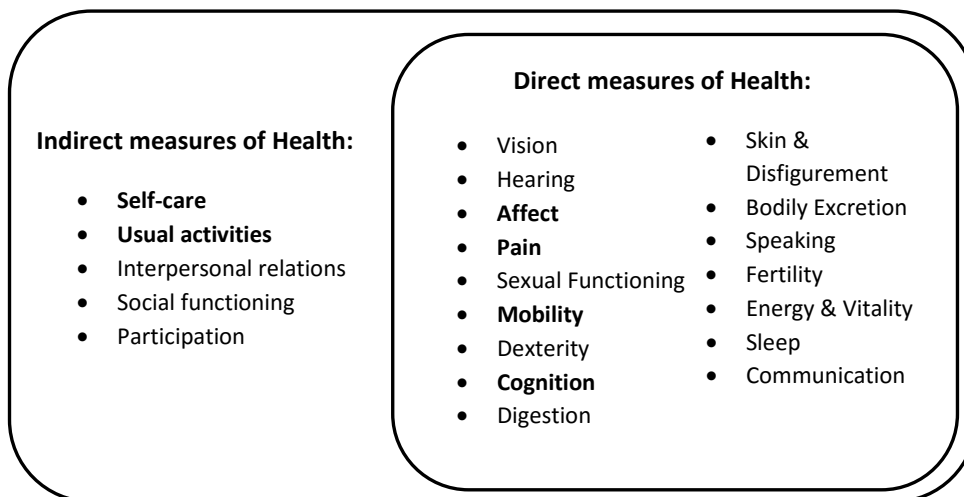 Indirect measures of Health:
• Self-care
• Usual activities
• Interpersonal relations
• Social functioning
• Participation
Direct measures of Health:
• Vision
• Hearing
• Affect
• Pain
• Sexual Functioning
• Mobility
• Dexterity
• Cognition
• Digestion
• Skin &
Disfigurement
• Bodily Excretion
• Speaking
• Fertility
• Energy & Vitality
• Sleep
• Communication